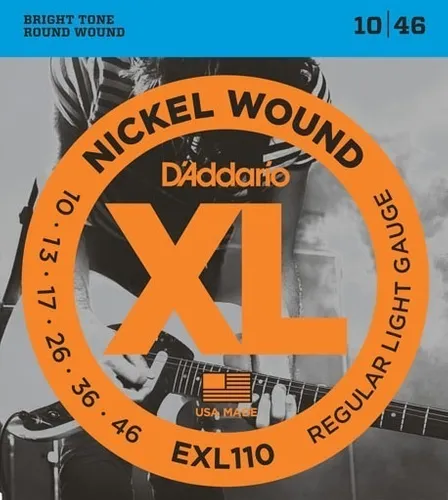 BRIGHT TONE
ROUND WOUND
10|46
NICKEL WOUND
D'Addario
XL
10 · 13 · 17 · 26 · 36 · 46
REGULAR LIGHT GAUGE
USA MADE
EXL110